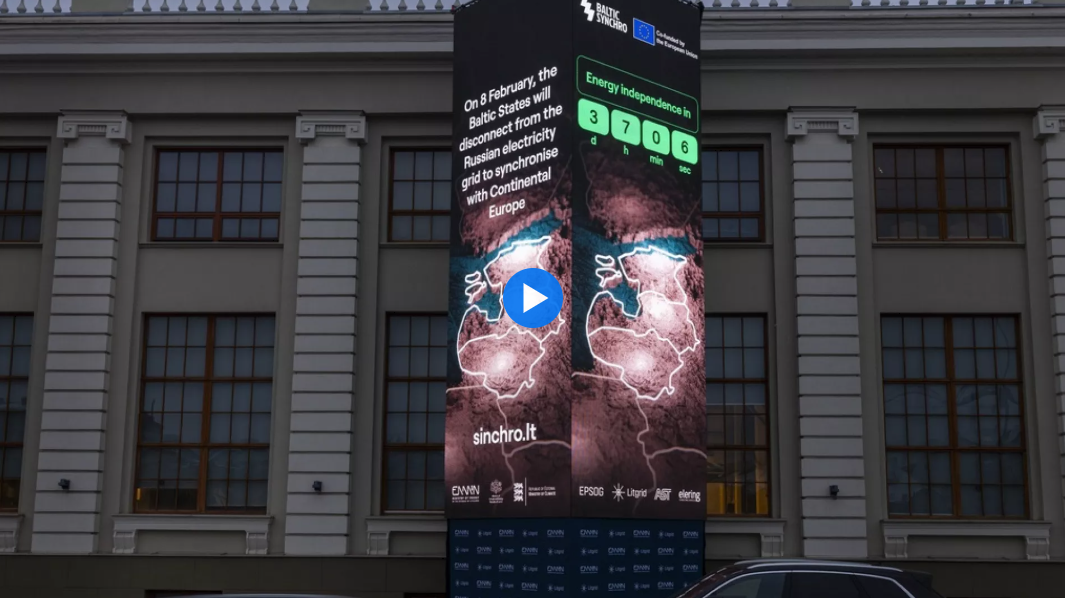 On 8 February, the
Baltic States will
disconnect from the
Russian electricity
grid to synchronise
with Continental
Europe
sinchro.lt
BALTIC
SYNCHRO
Co-funded by
the European Union
Energy independence in
3 7 0 6
d h min sec
EPSOG Litgrid AST elering